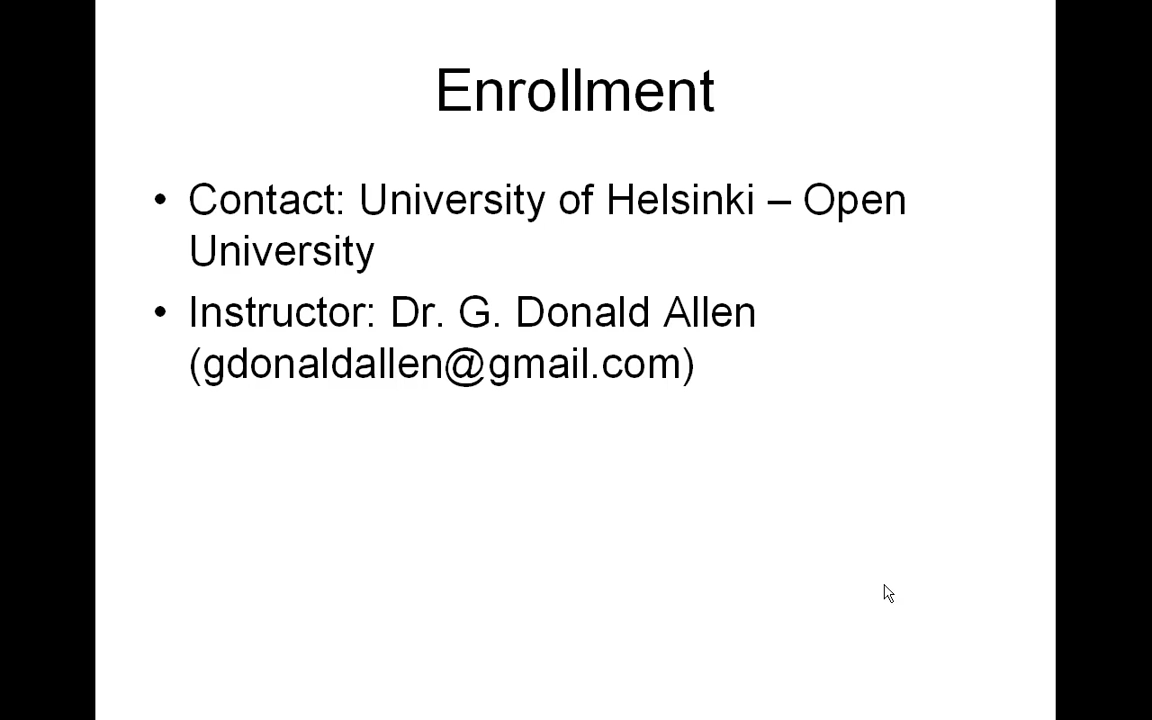 Enrollment
• Contact: University of Helsinki – Open
University
• Instructor: Dr. G. Donald Allen
(gdonaldallen@gmail.com)